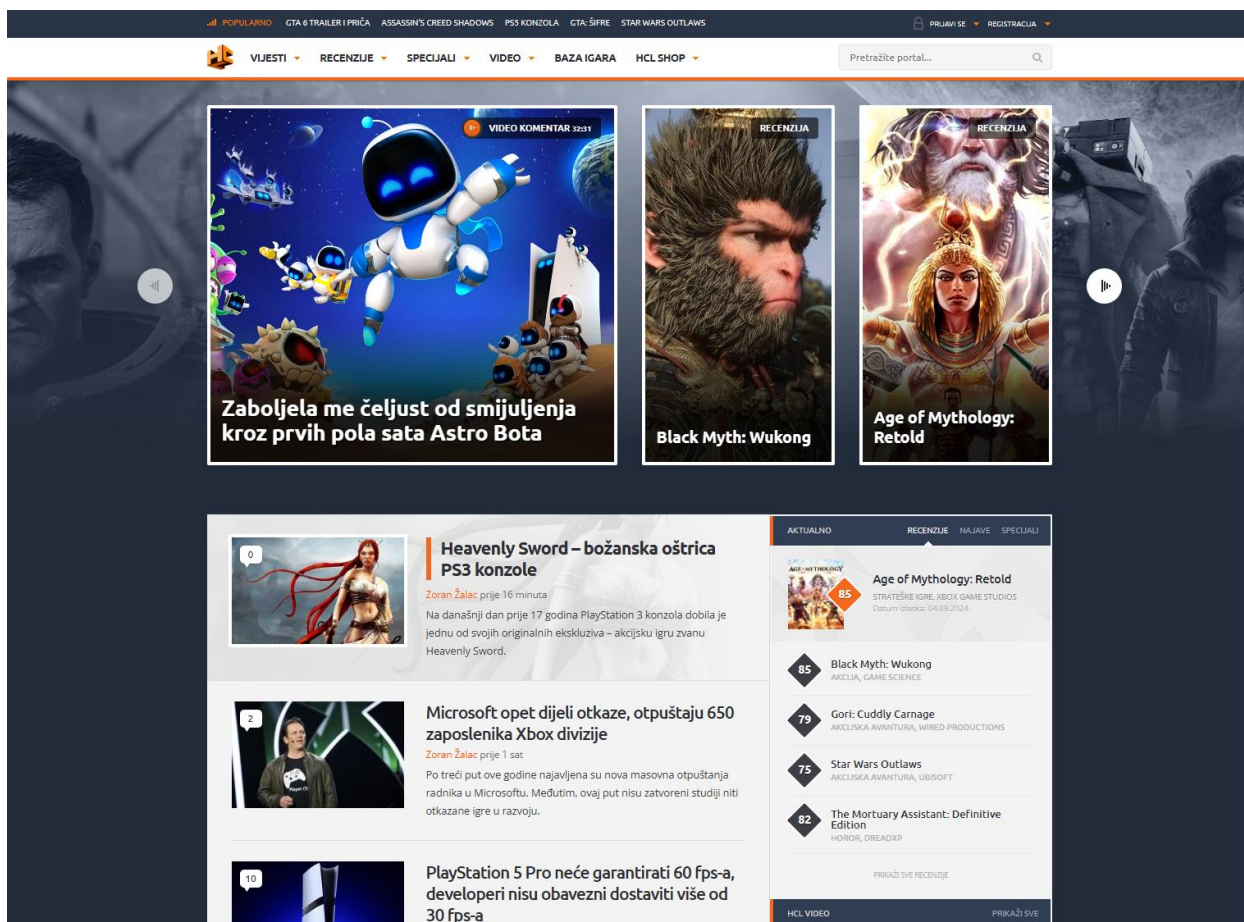 POPULARNO GTA 6 TRAILER I PRIČA ASSASSIN'S CREED SHADOWS PS5 KONZOLA GTA: ŠIFRE STAR WARS OUTLAWS
PRIJAVI SE REGISTRACIJA
VIJESTI RECENZIJE SPECIJALI VIDEO BAZA IGARA HCL SHOP
Pretražite portal...
VIDEO KOMENTAR 32:31
Zaboljela me čeljust od smijuljenja
kroz prvih pola sata Astro Bota
RECENZIJA
Black Myth: Wukong
RECENZIJA
Age of Mythology:
Retold
0
Heavenly Sword – božanska oštrica
PS3 konzole
Zoran Žalac prije 16 minuta
Na današnji dan prije 17 godina PlayStation 3 konzola dobila je
jednu od svojih originalnih ekskluziva – akcijsku igru zvanu
Heavenly Sword.
2
Microsoft opet dijeli otkaze, otpuštaju 650
zaposlenika Xbox divizije
Zoran Žalac prije 1 sat
Po treći put ove godine najavljena su nova masovna otpuštanja
radnika u Microsoftu. Međutim, ovaj put nisu zatvoreni studiji niti
otkazane igre u razvoju.
10
PlayStation 5 Pro neće garantirati 60 fps-a,
developeri nisu obavezni dostaviti više od
30 fps-a
AKTUALNO RECENZIJE NAJAVE SPECIJALI
AGE OF MYTHOLOGY
85
Age of Mythology: Retold
STRATEŠKE IGRE, XBOX GAME STUDIOS
Datum izlaska: 04.09.2024.
85
Black Myth: Wukong
AKCIJA, GAME SCIENCE
79
Gori: Cuddly Carnage
AKCIJSKA AVANTURA, WIRED PRODUCTIONS
75
Star Wars Outlaws
AKCIJSKA AVANTURA, UBISOFT
82
The Mortuary Assistant: Definitive
Edition
HOROR, DREADXP
PRIKAŽI SVE RECENZIJE
HCL VIDEO PRIKAŽI SVE